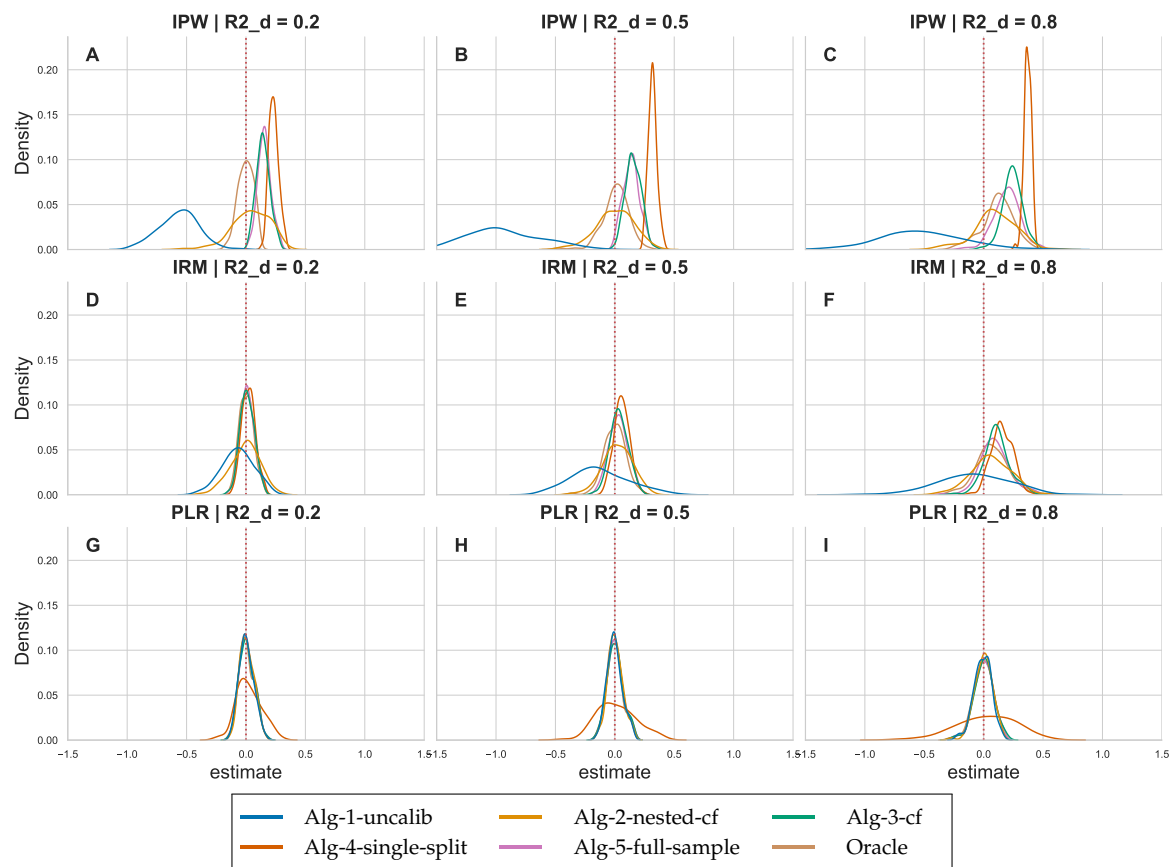 IPW | R2_d = 0.2 IPW | R2_d = 0.5 IPW | R2_d = 0.8
A B C
0.20
0.15
Density
0.10
0.05
0.00
IRM | R2_d = 0.2 IRM | R2_d = 0.5 IRM | R2_d = 0.8
D E F
0.20
0.15
Density
0.10
0.05
0.00
PLR | R2_d = 0.2 PLR | R2_d = 0.5 PLR | R2_d = 0.8
G H I
0.20
0.15
Density
0.10
0.05
0.00
−1.5 −1.0 −0.5 0.0 0.5 1.0 1.5 −1.5 −1.0 −0.5 0.0 0.5 1.0 1.5 −1.5 −1.0 −0.5 0.0 0.5 1.0 1.5
estimate estimate estimate
Alg-1-uncalib Alg-2-nested-cf Alg-3-cf
Alg-4-single-split Alg-5-full-sample Oracle